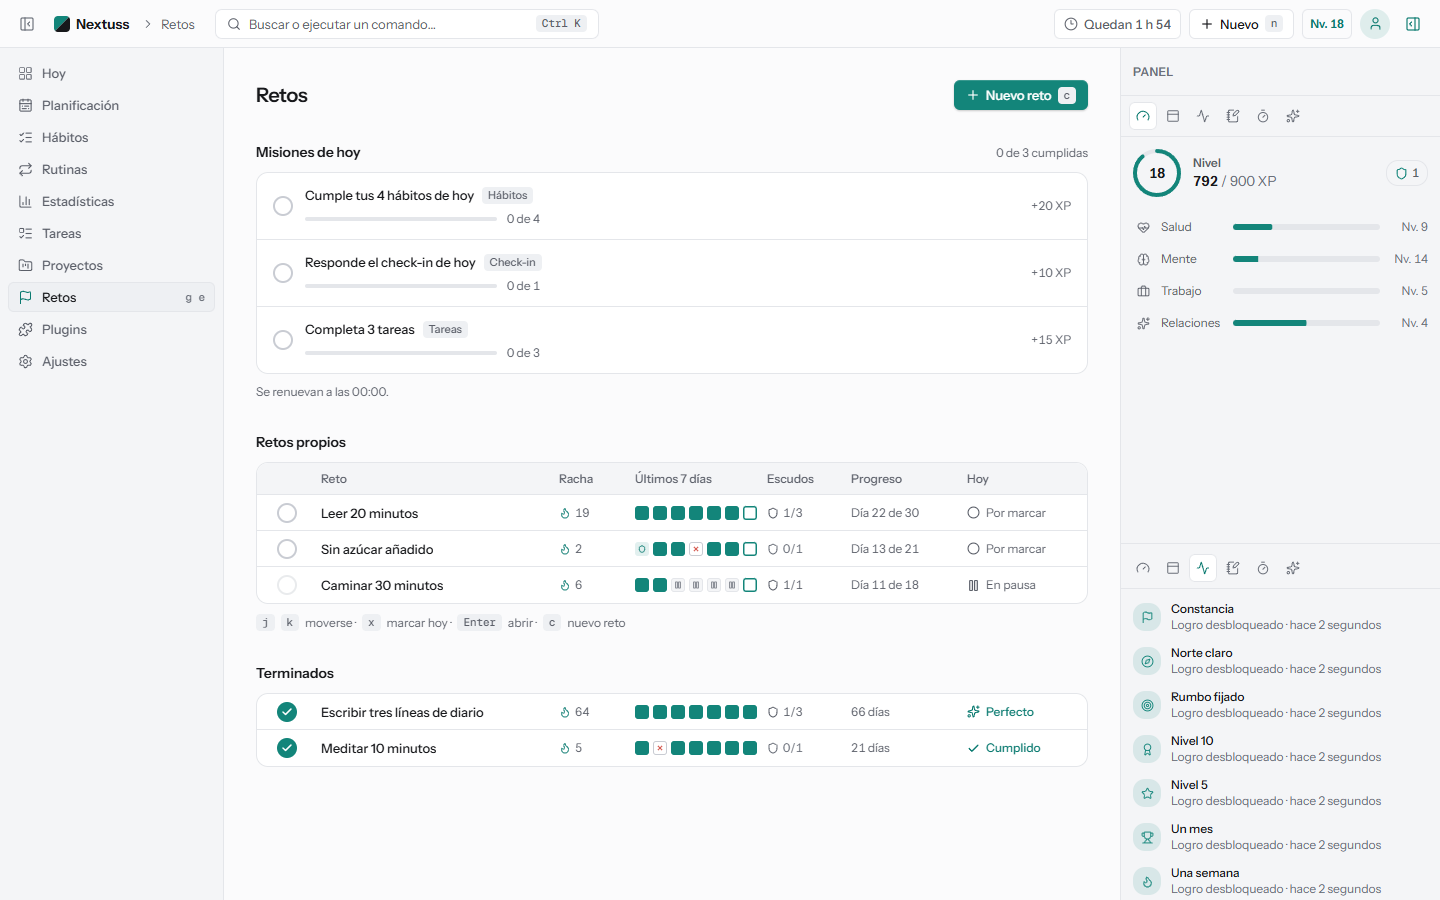 Nextuss
Retos
Buscar o ejecutar un comando...
Ctrl K
Quedan 1 h 54
Nuevo n
Nv. 18
Hoy
Planificación
Hábitos
Rutinas
Estadísticas
Tareas
Proyectos
Retos g e
Plugins
Ajustes
Retos
Nuevo reto c
Misiones de hoy
0 de 3 cumplidas
Cumple tus 4 hábitos de hoy Hábitos
0 de 4
+20 XP
Responde el check-in de hoy Check-in
0 de 1
+10 XP
Completa 3 tareas Tareas
0 de 3
+15 XP
Se renuevan a las 00:00.
Retos propios
Reto Racha Últimos 7 días Escudos Progreso Hoy
Leer 20 minutos 19 1/3 Día 22 de 30 Por marcar
Sin azúcar añadido 2 0/1 Día 13 de 21 Por marcar
Caminar 30 minutos 6 1/1 Día 11 de 18 En pausa
j k moverse · x marcar hoy · Enter abrir · c nuevo reto
Terminados
Escribir tres líneas de diario 64 1/3 66 días Perfecto
Meditar 10 minutos 5 0/1 21 días Cumplido
PANEL
18
Nivel
792 / 900 XP
1
Salud Nv. 9
Mente Nv. 14
Trabajo Nv. 5
Relaciones Nv. 4
Constancia
Logro desbloqueado · hace 2 segundos
Norte claro
Logro desbloqueado · hace 2 segundos
Rumbo fijado
Logro desbloqueado · hace 2 segundos
Nivel 10
Logro desbloqueado · hace 2 segundos
Nivel 5
Logro desbloqueado · hace 2 segundos
Un mes
Logro desbloqueado · hace 2 segundos
Una semana
Logro desbloqueado · hace 2 segundos